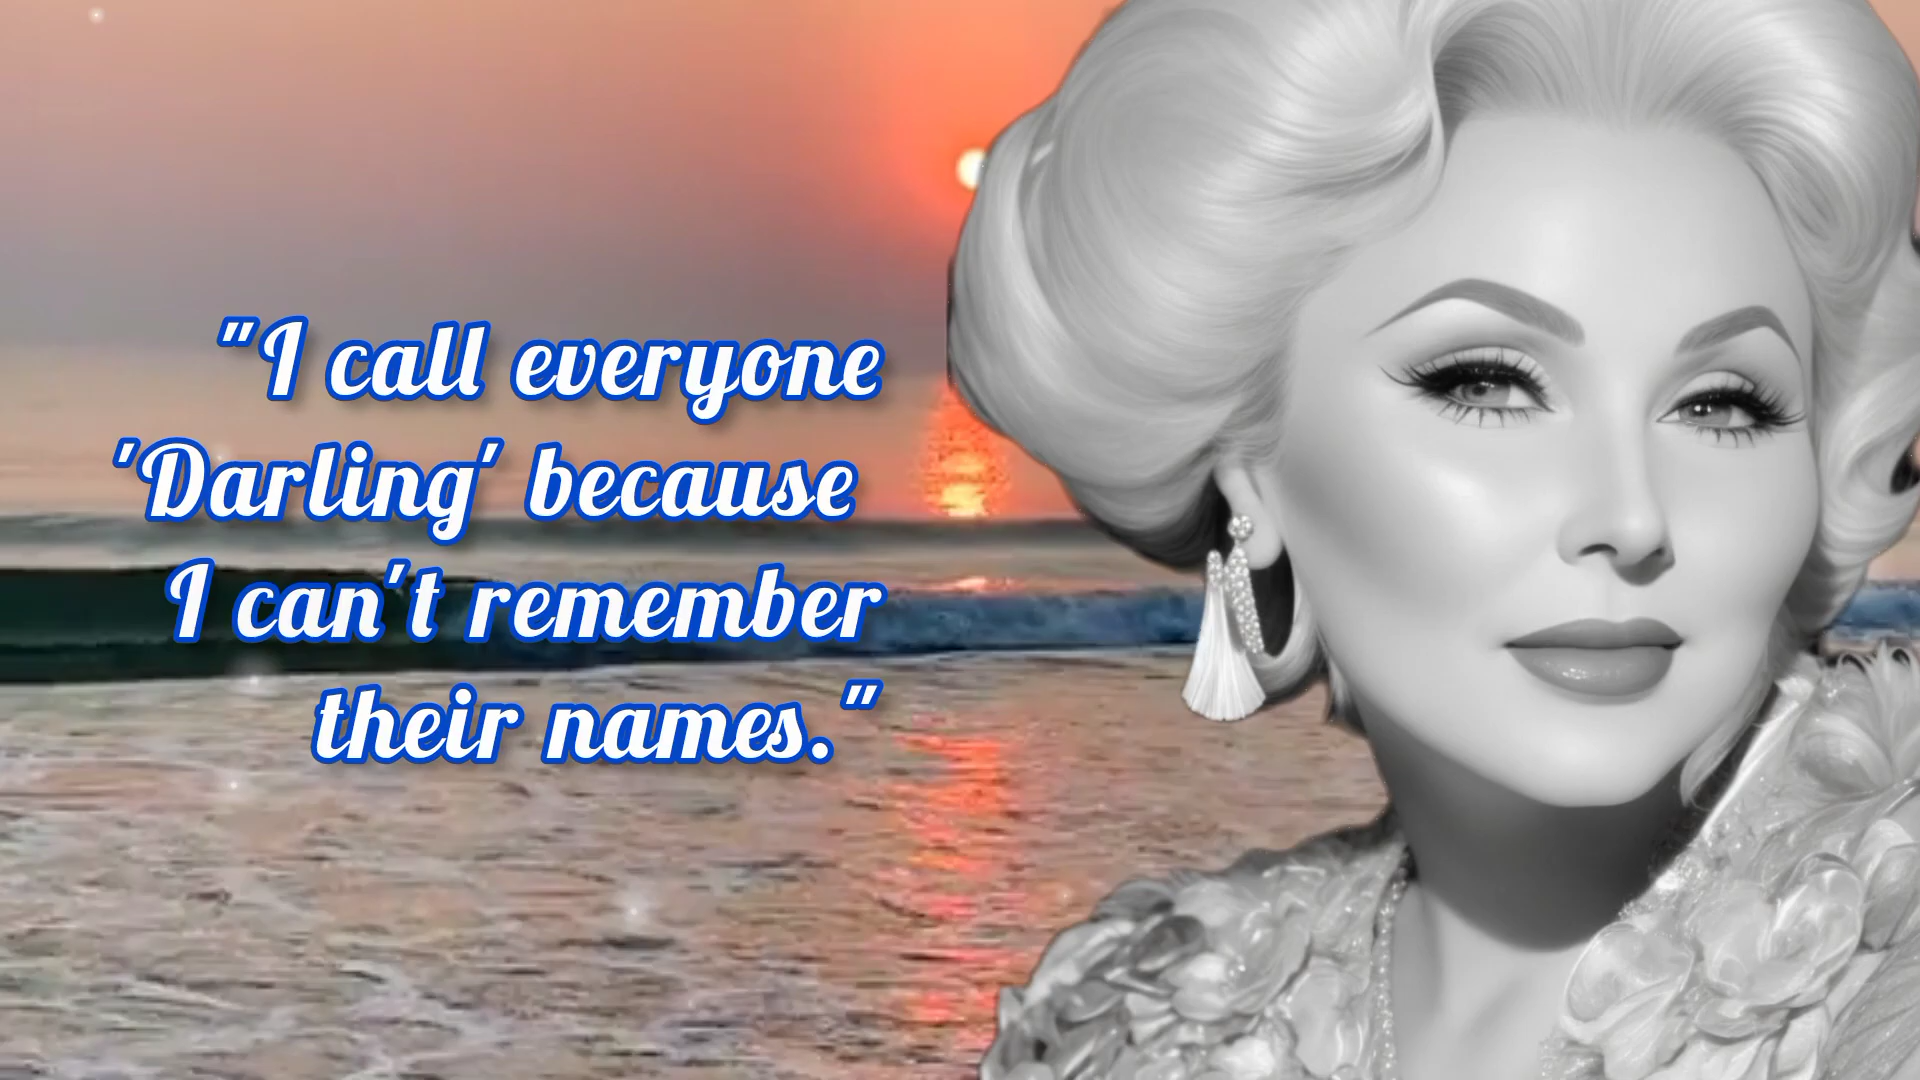 "I call everyone
'Darling' because
I can't remember
their names."